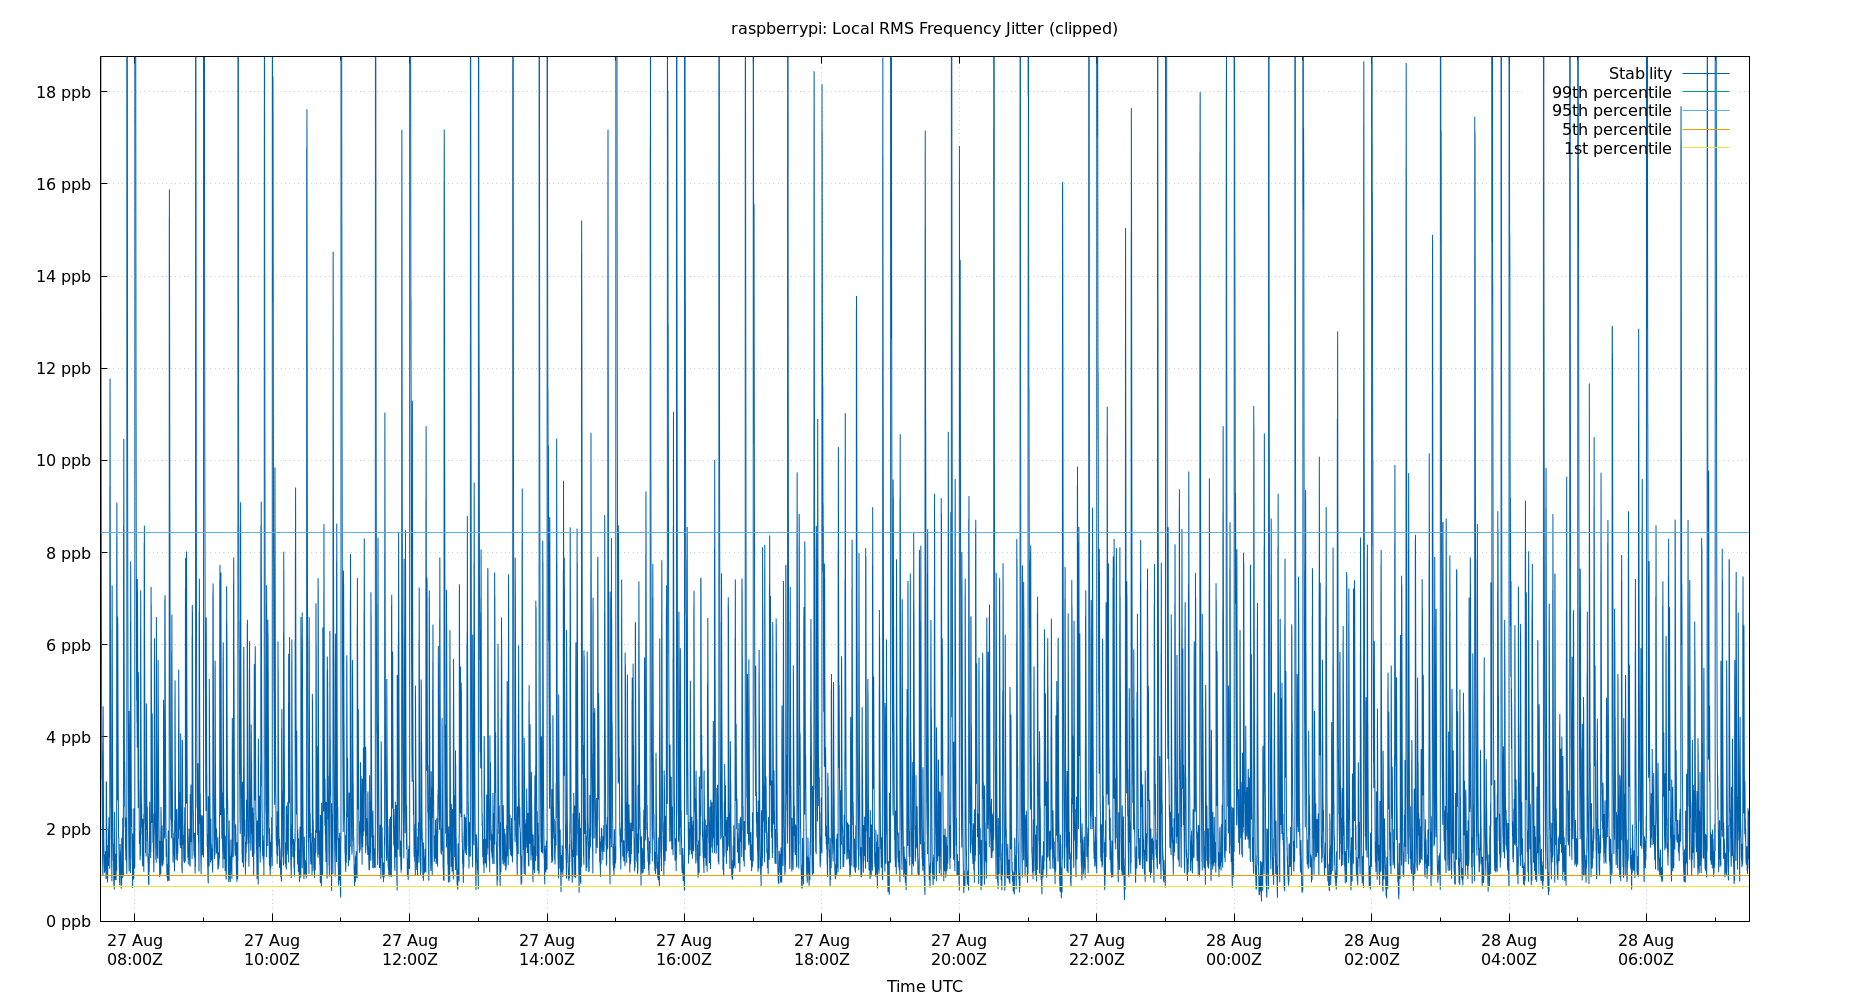 raspberrypi: Local RMS Frequency Jitter (clipped)
Stability
99th percentile
95th percentile
5th percentile
1st percentile
18 ppb
16 ppb
14 ppb
12 ppb
10 ppb
8 ppb
6 ppb
4 ppb
2 ppb
0 ppb
27 Aug 27 Aug 27 Aug 27 Aug 27 Aug 27 Aug 27 Aug 27 Aug 28 Aug 28 Aug 28 Aug 28 Aug
08:00Z 10:00Z 12:00Z 14:00Z 16:00Z 18:00Z 20:00Z 22:00Z 00:00Z 02:00Z 04:00Z 06:00Z
Time UTC